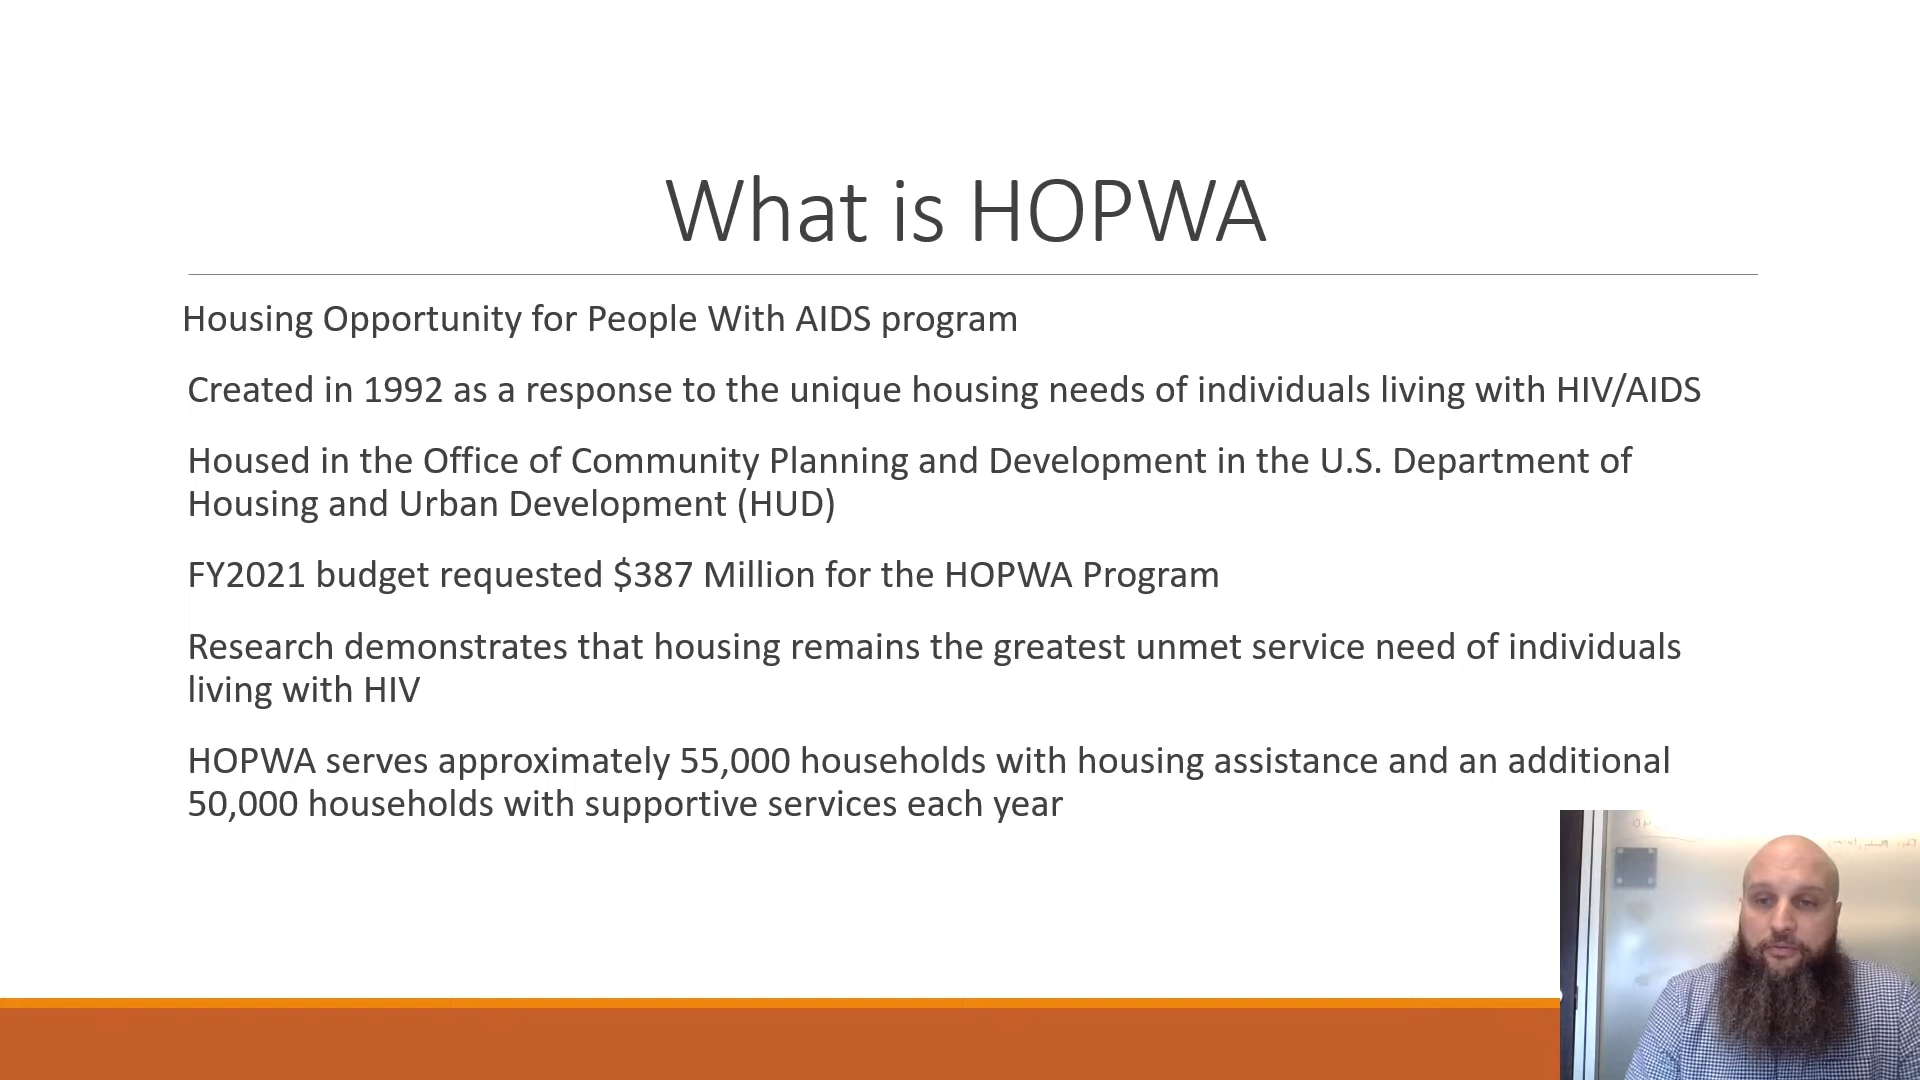 What is HOPWA
Housing Opportunity for People With AIDS program
Created in 1992 as a response to the unique housing needs of individuals living with HIV/AIDS
Housed in the Office of Community Planning and Development in the U.S. Department of
Housing and Urban Development (HUD)
FY2021 budget requested $387 Million for the HOPWA Program
Research demonstrates that housing remains the greatest unmet service need of individuals
living with HIV
HOPWA serves approximately 55,000 households with housing assistance and an additional
50,000 households with supportive services each year